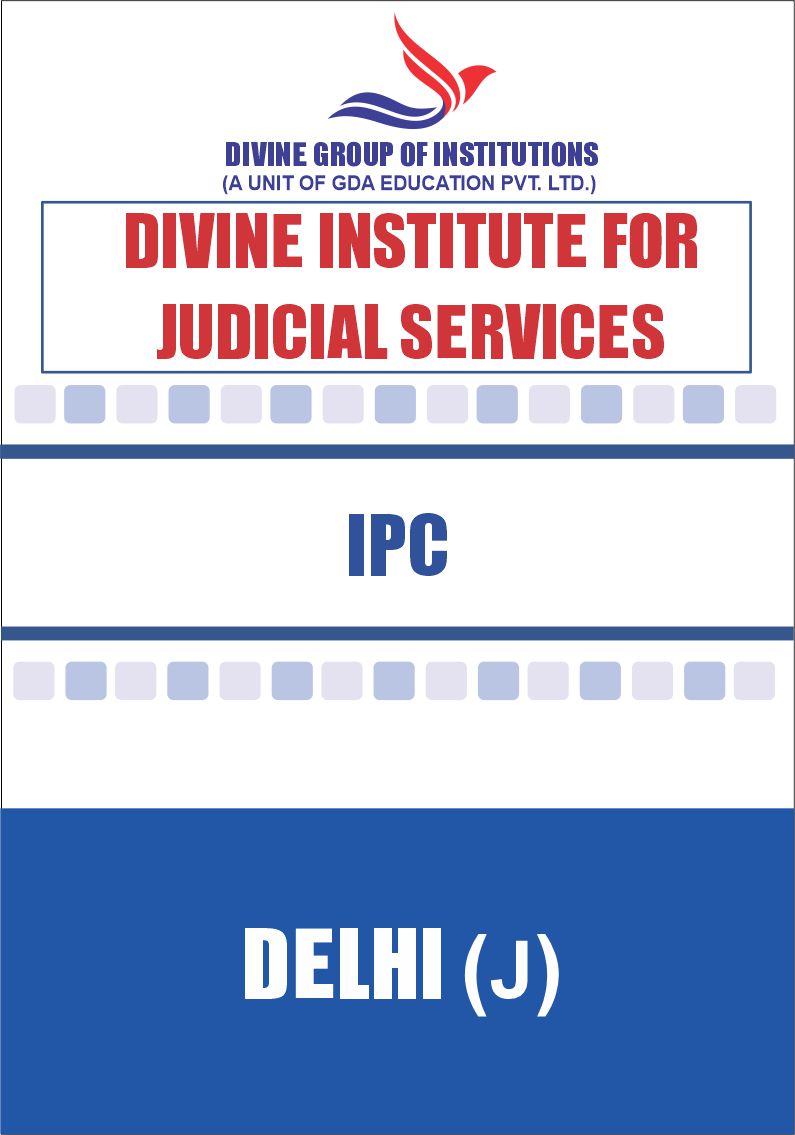 DIVINE GROUP OF INSTITUTIONS
(A UNIT OF GDA EDUCATION PVT. LTD.)
DIVINE INSTITUTE FOR
JUDICIAL SERVICES
IPC
DELHI (J)